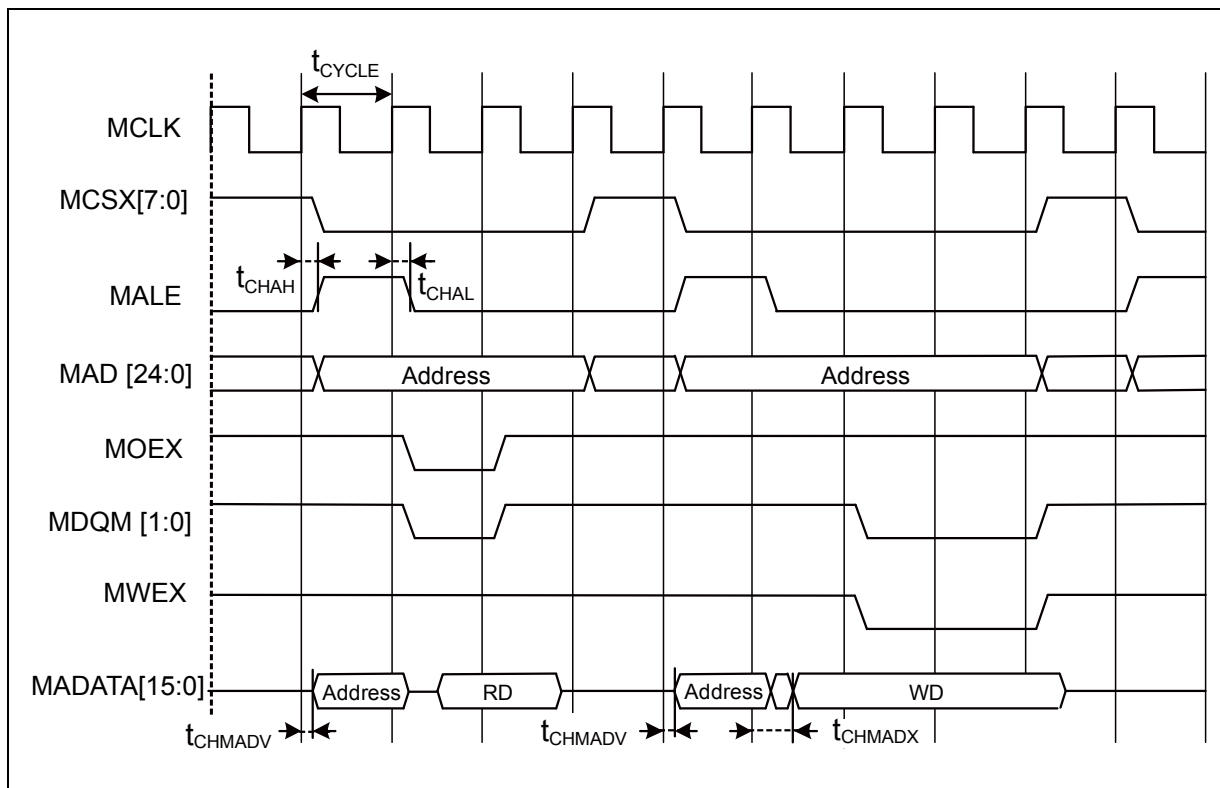 tCYCLE
MCLK
MCSX[7:0]
tCHAH
tCHAL
MALE
MAD [24:0]
Address
Address
MOEX
MDQM [1:0]
MWEX
MADATA[15:0]
Address
RD
Address
WD
tCHMADV
tCHMADV
tCHMADX